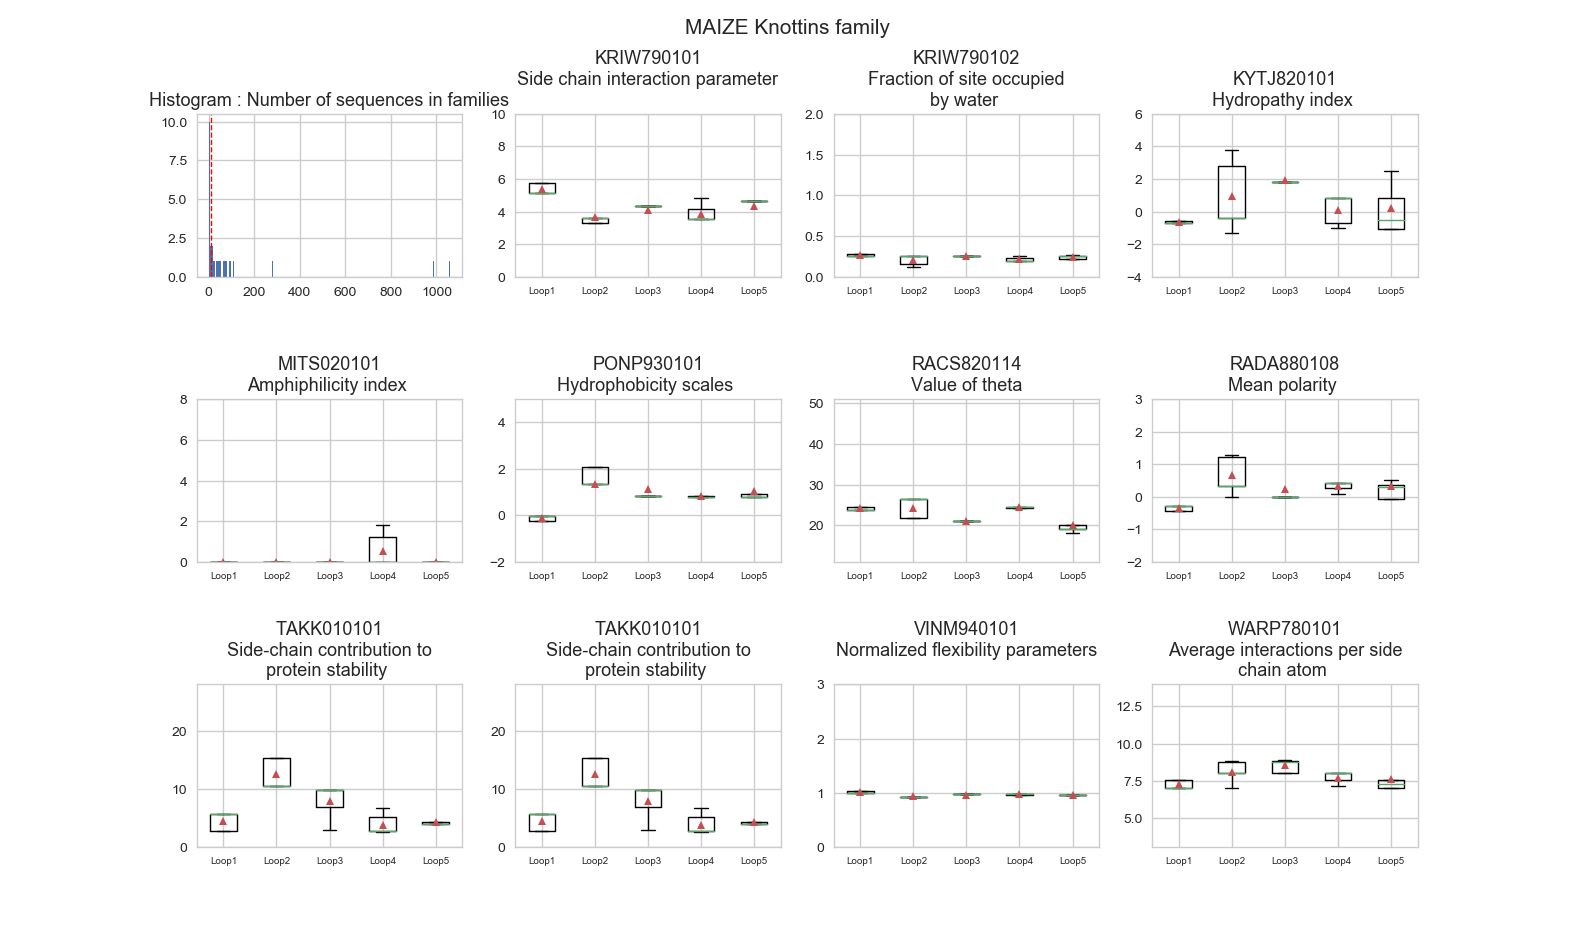 MAIZE Knottins family
Histogram : Number of sequences in families
10.0
7.5
5.0
2.5
0.0
0 200 400 600 800 1000
KRIW790101
Side chain interaction parameter
10
8
6
4
2
0
Loop1 Loop2 Loop3 Loop4 Loop5
KRIW790102
Fraction of site occupied
by water
2.0
1.5
1.0
0.5
0.0
Loop1 Loop2 Loop3 Loop4 Loop5
KYTJ820101
Hydropathy index
6
4
2
0
−2
−4
Loop1 Loop2 Loop3 Loop4 Loop5
MITS020101
Amphiphilicity index
8
6
4
2
0
Loop1 Loop2 Loop3 Loop4 Loop5
PONP930101
Hydrophobicity scales
4
2
0
−2
Loop1 Loop2 Loop3 Loop4 Loop5
RACS820114
Value of theta
50
40
30
20
Loop1 Loop2 Loop3 Loop4 Loop5
RADA880108
Mean polarity
3
2
1
0
−1
−2
Loop1 Loop2 Loop3 Loop4 Loop5
TAKK010101
Side-chain contribution to
protein stability
20
10
0
Loop1 Loop2 Loop3 Loop4 Loop5
TAKK010101
Side-chain contribution to
protein stability
20
10
0
Loop1 Loop2 Loop3 Loop4 Loop5
VINM940101
Normalized flexibility parameters
3
2
1
0
Loop1 Loop2 Loop3 Loop4 Loop5
WARP780101
Average interactions per side
chain atom
12.5
10.0
7.5
5.0
Loop1 Loop2 Loop3 Loop4 Loop5